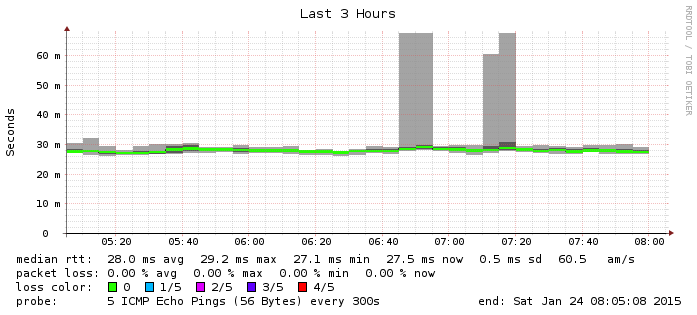 Last 3 Hours
RRDTOOL / TOBI OETIKER
Seconds
60 m
50 m
40 m
30 m
20 m
10 m
0
05:20 05:40 06:00 06:20 06:40 07:00 07:20 07:40 08:00
median rtt: 28.0 ms avg 29.2 ms max 27.1 ms min 27.5 ms now 0.5 ms sd 60.5 am/s
packet loss: 0.00 % avg 0.00 % max 0.00 % min 0.00 % now
loss color: 0 1/5 2/5 3/5 4/5
probe: 5 ICMP Echo Pings (56 Bytes) every 300s end: Sat Jan 24 08:05:08 2015